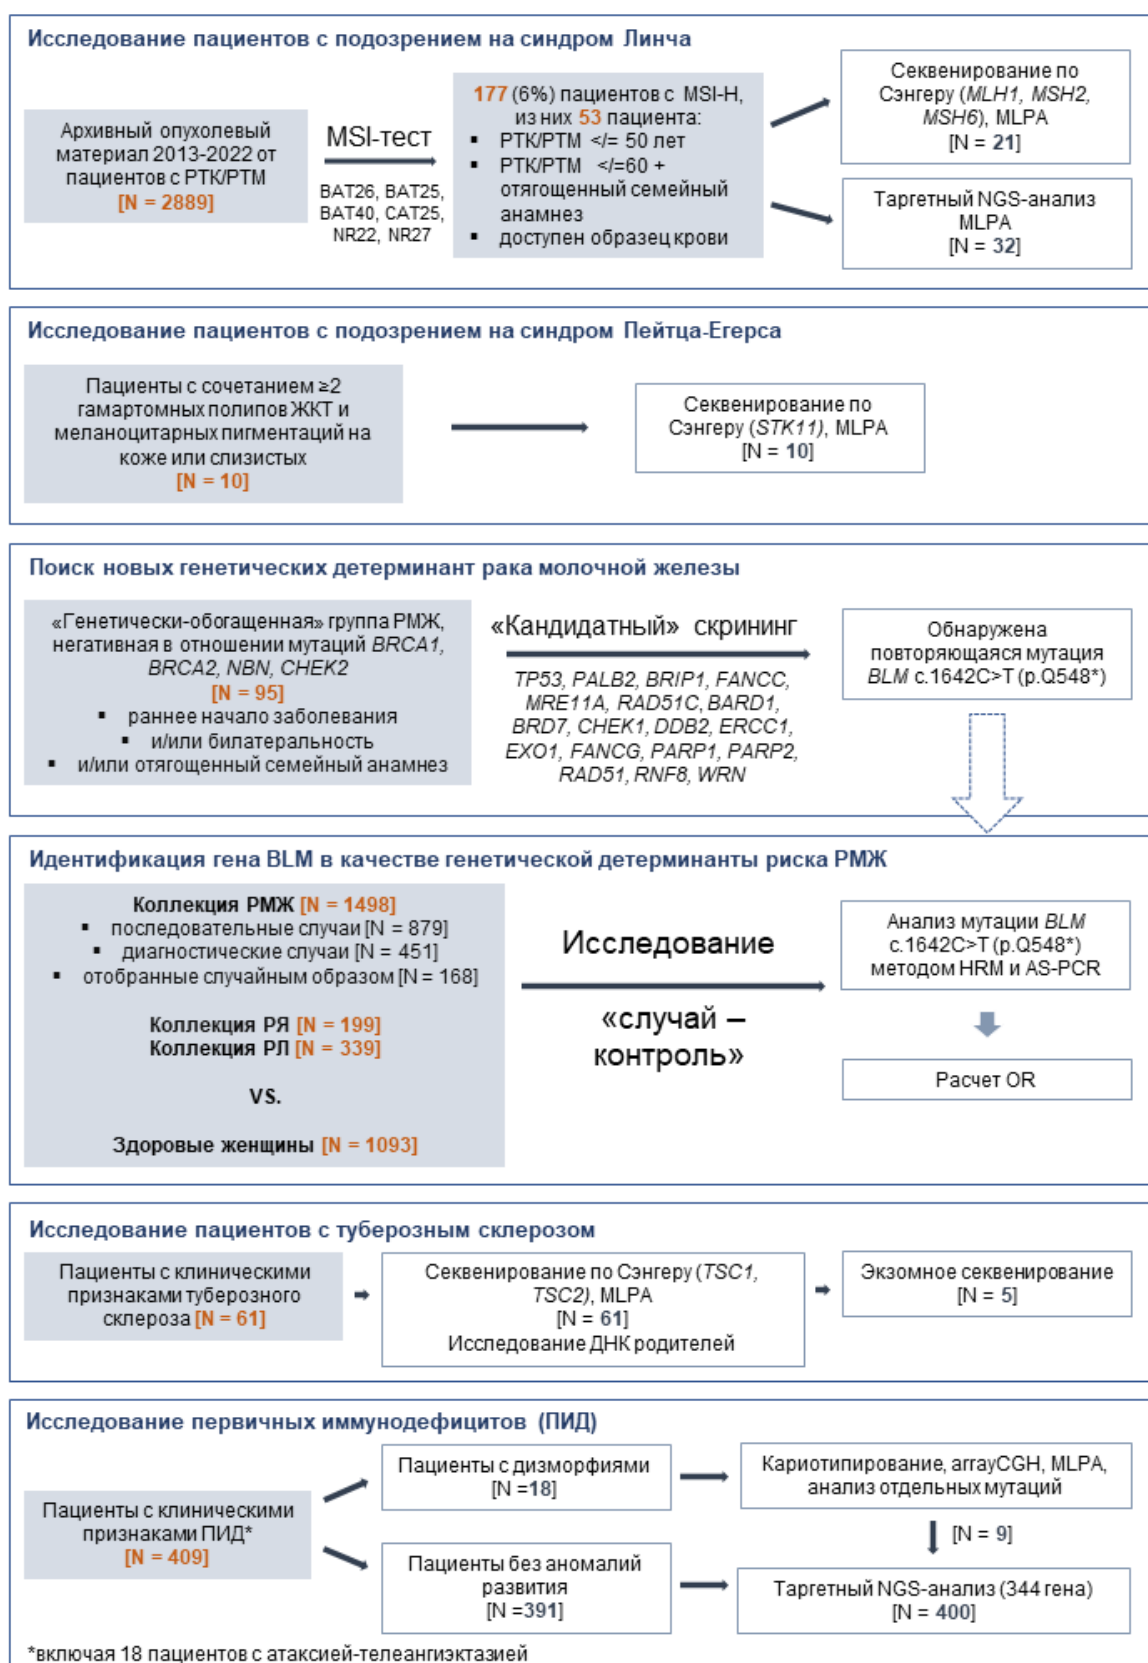 Исследование пациентов с подозрением на синдром Линча
Архивный опухолевый
материал 2013-2022 от
пациентов с РТК/РТМ
[N = 2889]
MSI-тест
BAT26, BAT25,
BAT40, CAT25,
NR22, NR27
177 (6%) пациентов с MSI-H,
из них 53 пациента:
▪ РТК/РТМ </= 50 лет
▪ РТК/РТМ </=60 +
отягощенный семейный
анамнез
▪ доступен образец крови
Секвенирование по
Сэнгеру (MLH1, MSH2,
MSH6), MLPA
[N = 21]
Таргетный NGS-анализ
MLPA
[N = 32]
Исследование пациентов с подозрением на синдром Пейтца-Егерса
Пациенты с сочетанием ≥2
гамартомных полипов ЖКТ и
меланоцитарных пигментаций на
коже или слизистых
[N = 10]
Секвенирование по
Сэнгеру (STK11), MLPA
[N = 10]
Поиск новых генетических детерминант рака молочной железы
«Генетически-обогащенная» группа РМЖ,
негативная в отношении мутаций BRCA1,
BRCA2, NBN, CHEK2
[N = 95]
▪ раннее начало заболевания
▪ и/или билатеральность
▪ и/или отягощенный семейный анамнез
«Кандидатный» скрининг
TP53, PALB2, BRIP1, FANCC,
MRE11A, RAD51C, BARD1,
BRD7, CHEK1, DDB2, ERCC1,
EXO1, FANCG, PARP1, PARP2,
RAD51, RNF8, WRN
Обнаружена
повторяющаяся мутация
BLM c.1642C>T (p.Q548*)
Идентификация гена BLM в качестве генетической детерминанты риска РМЖ
Коллекция РМЖ [N = 1498]
▪ последовательные случаи [N = 879]
▪ диагностические случаи [N = 451]
▪ отобранные случайным образом [N = 168]
Коллекция РЯ [N = 199]
Коллекция РЛ [N = 339]
VS.
Здоровые женщины [N = 1093]
Исследование
«случай –
контроль»
Анализ мутации BLM
c.1642C>T (p.Q548*)
методом HRM и AS-PCR
Расчет OR
Исследование пациентов с туберозным склерозом
Пациенты с клиническими
признаками туберозного
склероза [N = 61]
Секвенирование по Сэнгеру (TSC1,
TSC2), MLPA
[N = 61]
Исследование ДНК родителей
Экзомное секвенирование
[N = 5]
Исследование первичных иммунодефицитов (ПИД)
Пациенты с клиническими
признаками ПИД*
[N = 409]
Пациенты с дизморфиями
[N =18]
Пациенты без аномалий
развития
[N =391]
Кариотипирование, arrayCGH, MLPA,
анализ отдельных мутаций
[N = 9]
Таргетный NGS-анализ (344 гена)
[N = 400]
*включая 18 пациентов с атаксией-телеангиэктазией